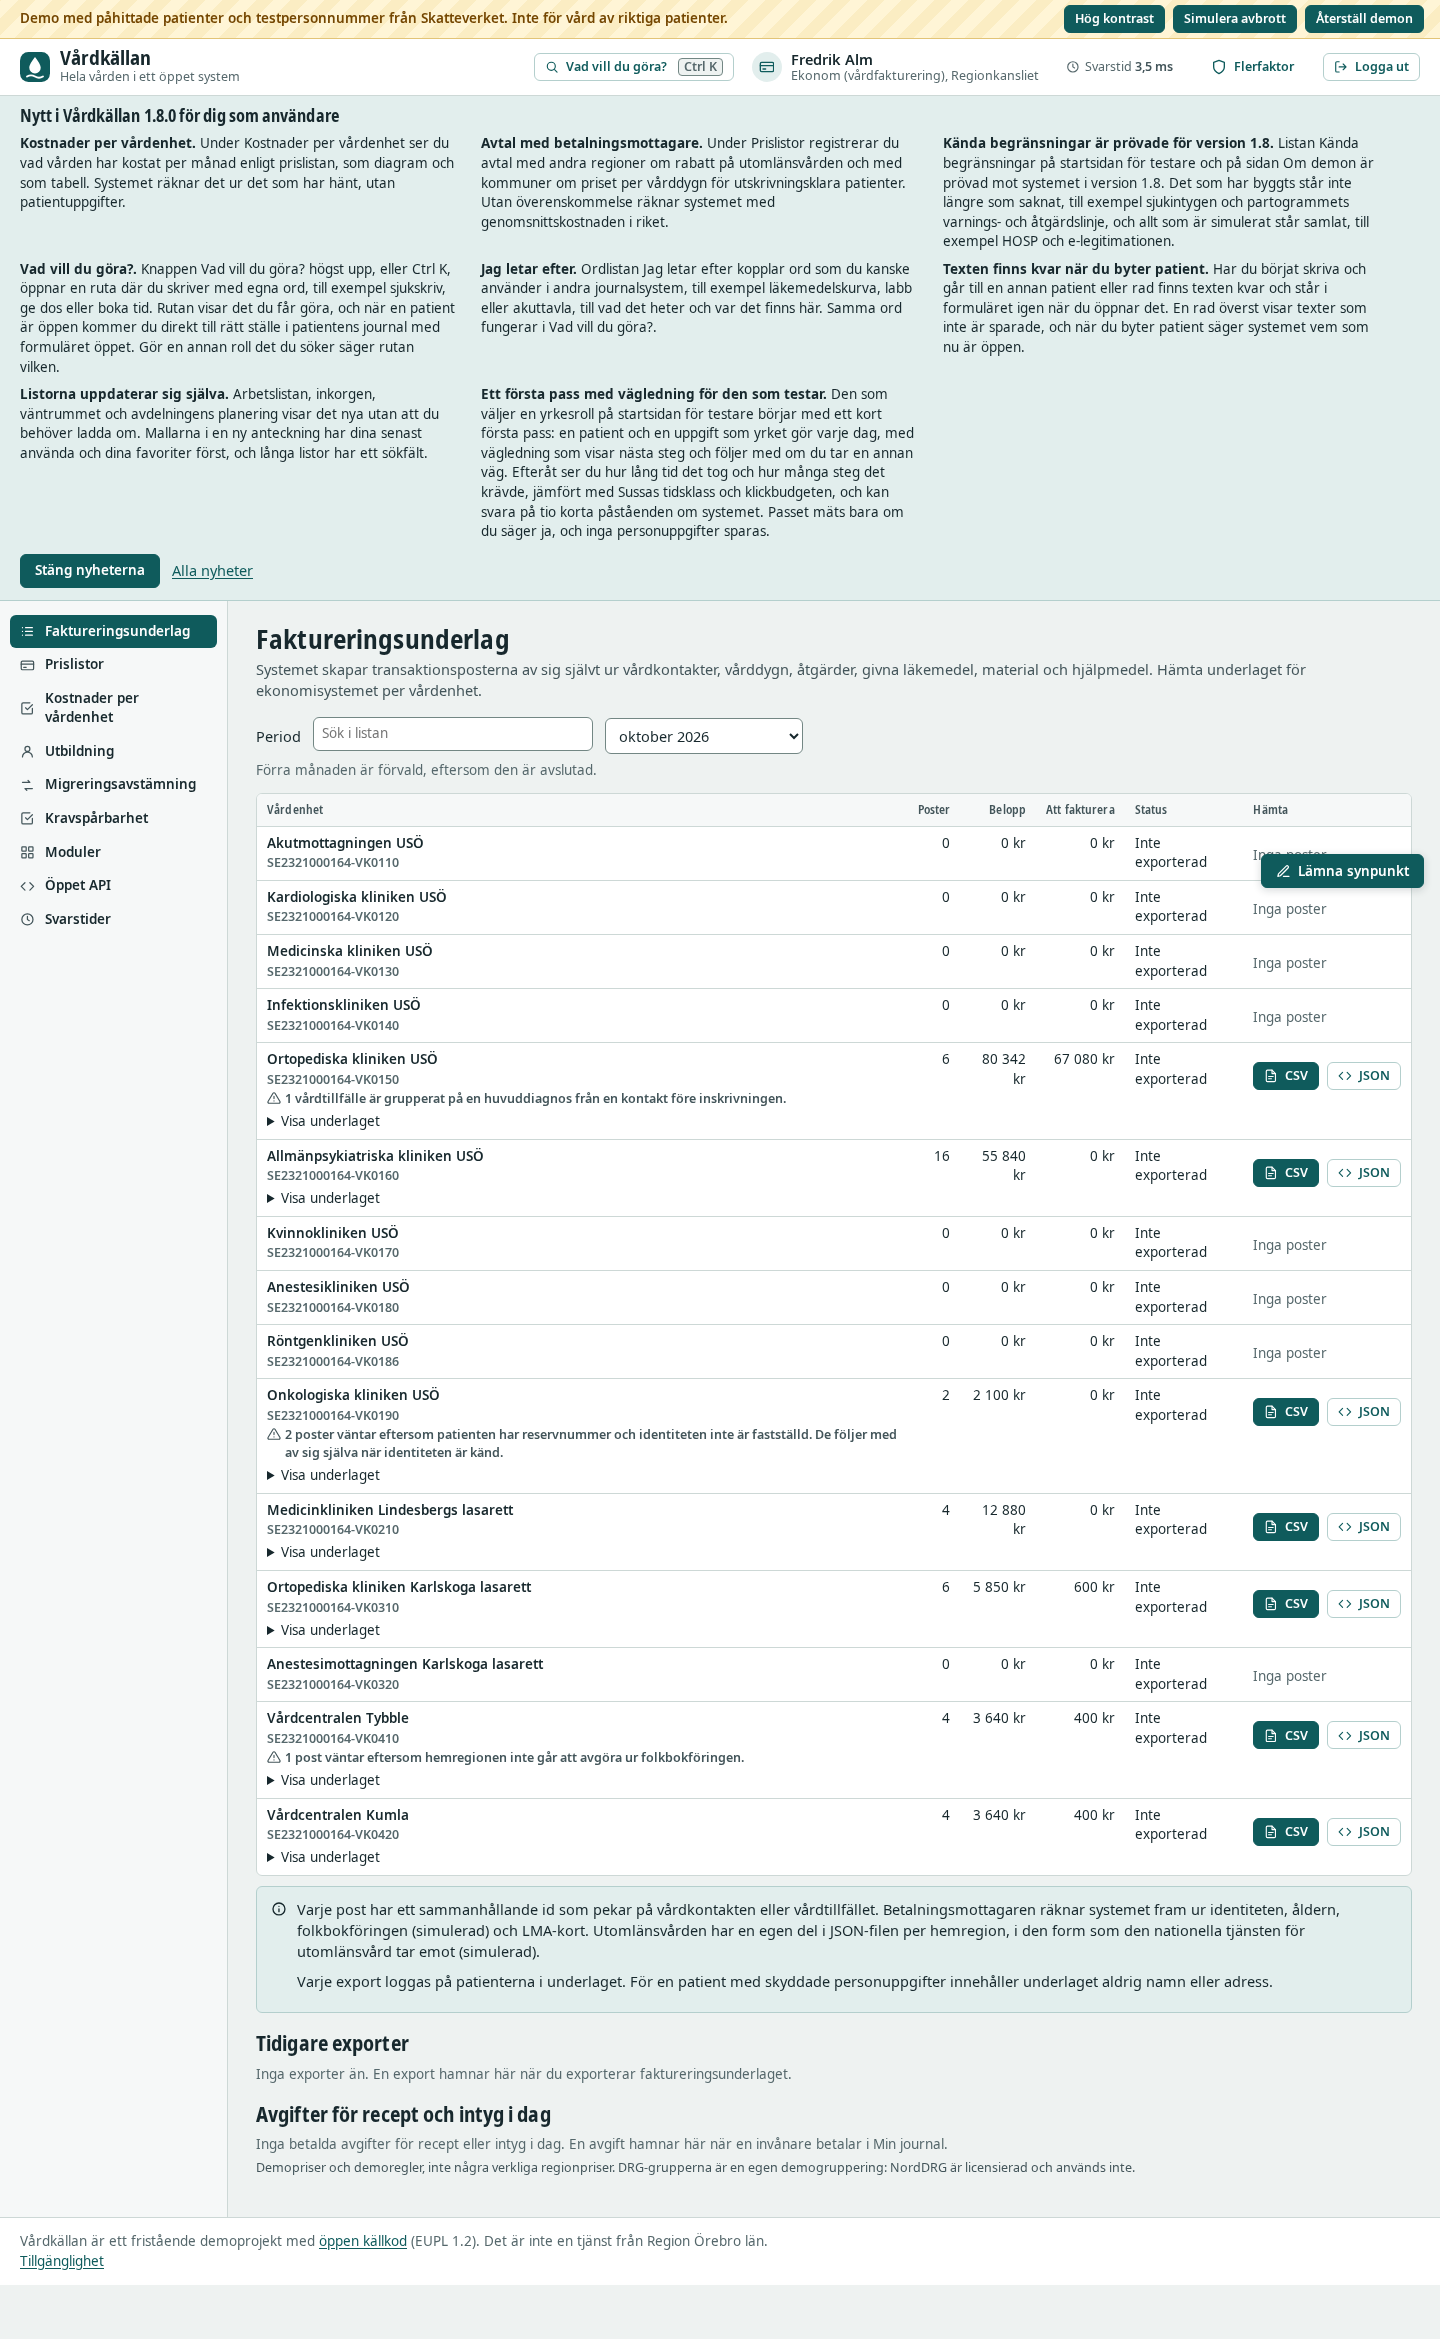 Demo med påhittade patienter och testpersonnummer från Skatteverket. Inte för vård av riktiga patienter.
Hög kontrast
Simulera avbrott
Återställ demon
Vårdkällan
Hela vården i ett öppet system
Vad vill du göra? Ctrl K
Fredrik Alm
Ekonom (vårdfakturering), Regionkansliet
Svarstid 3,5 ms
Flerfaktor
Logga ut
Nytt i Vårdkällan 1.8.0 för dig som användare
Kostnader per vårdenhet. Under Kostnader per vårdenhet ser du
vad vården har kostat per månad enligt prislistan, som diagram och
som tabell. Systemet räknar det ur det som har hänt, utan
patientuppgifter.
Avtal med betalningsmottagare. Under Prislistor registrerar du
avtal med andra regioner om rabatt på utomlänsvården och med
kommuner om priset per vårddygn för utskrivningsklara patienter.
Utan överenskommelse räknar systemet med
genomsnittskostnaden i riket.
Kända begränsningar är prövade för version 1.8. Listan Kända
begränsningar på startsidan för testare och på sidan Om demon är
prövad mot systemet i version 1.8. Det som har byggts står inte
längre som saknat, till exempel sjukintygen och partogrammets
varnings- och åtgärdslinje, och allt som är simulerat står samlat, till
exempel HOSP och e-legitimationen.
Vad vill du göra?. Knappen Vad vill du göra? högst upp, eller Ctrl K,
öppnar en ruta där du skriver med egna ord, till exempel sjukskriv,
ge dos eller boka tid. Rutan visar det du får göra, och när en patient
är öppen kommer du direkt till rätt ställe i patientens journal med
formuläret öppet. Gör en annan roll det du söker säger rutan
vilken.
Jag letar efter. Ordlistan Jag letar efter kopplar ord som du kanske
använder i andra journalsystem, till exempel läkemedelskurva, labb
eller akuttavla, till vad det heter och var det finns här. Samma ord
fungerar i Vad vill du göra?.
Texten finns kvar när du byter patient. Har du börjat skriva och
går till en annan patient eller rad finns texten kvar och står i
formuläret igen när du öppnar det. En rad överst visar texter som
inte är sparade, och när du byter patient säger systemet vem som
nu är öppen.
Listorna uppdaterar sig själva. Arbetslistan, inkorgen,
väntrummet och avdelningens planering visar det nya utan att du
behöver ladda om. Mallarna i en ny anteckning har dina senast
använda och dina favoriter först, och långa listor har ett sökfält.
Ett första pass med vägledning för den som testar. Den som
väljer en yrkesroll på startsidan för testare börjar med ett kort
första pass: en patient och en uppgift som yrket gör varje dag, med
vägledning som visar nästa steg och följer med om du tar en annan
väg. Efteråt ser du hur lång tid det tog och hur många steg det
krävde, jämfört med Sussas tidsklass och klickbudgeten, och kan
svara på tio korta påståenden om systemet. Passet mäts bara om
du säger ja, och inga personuppgifter sparas.
Stäng nyheterna
Alla nyheter
Faktureringsunderlag
Prislistor
Kostnader per
vårdenhet
Utbildning
Migreringsavstämning
Kravspårbarhet
Moduler
Öppet API
Svarstider
Faktureringsunderlag
Systemet skapar transaktionsposterna av sig självt ur vårdkontakter, vårddygn, åtgärder, givna läkemedel, material och hjälpmedel. Hämta underlaget för
ekonomisystemet per vårdenhet.
Period
Sök i listan
oktober 2026
Förra månaden är förvald, eftersom den är avslutad.
Vårdenhet Poster Belopp Att fakturera Status Hämta
Akutmottagningen USÖ 0 0 kr 0 kr Inte
SE2321000164-VK0110 exporterad
Lämna synpunkt
Kardiologiska kliniken USÖ 0 0 kr 0 kr Inte
SE2321000164-VK0120 exporterad Inga poster
Medicinska kliniken USÖ 0 0 kr 0 kr Inte
SE2321000164-VK0130 exporterad Inga poster
Infektionskliniken USÖ 0 0 kr 0 kr Inte
SE2321000164-VK0140 exporterad Inga poster
Ortopediska kliniken USÖ 6 80 342 67 080 kr Inte
SE2321000164-VK0150 kr exporterad CSV JSON
1 vårdtillfälle är grupperat på en huvuddiagnos från en kontakt före inskrivningen.
Visa underlaget
Allmänpsykiatriska kliniken USÖ 16 55 840 0 kr Inte
SE2321000164-VK0160 kr exporterad CSV JSON
Visa underlaget
Kvinnokliniken USÖ 0 0 kr 0 kr Inte
SE2321000164-VK0170 exporterad Inga poster
Anestesikliniken USÖ 0 0 kr 0 kr Inte
SE2321000164-VK0180 exporterad Inga poster
Röntgenkliniken USÖ 0 0 kr 0 kr Inte
SE2321000164-VK0186 exporterad Inga poster
Onkologiska kliniken USÖ 2 2 100 kr 0 kr Inte
SE2321000164-VK0190 exporterad CSV JSON
2 poster väntar eftersom patienten har reservnummer och identiteten inte är fastställd. De följer med
av sig själva när identiteten är känd.
Visa underlaget
Medicinkliniken Lindesbergs lasarett 4 12 880 0 kr Inte
SE2321000164-VK0210 kr exporterad CSV JSON
Visa underlaget
Ortopediska kliniken Karlskoga lasarett 6 5 850 kr 600 kr Inte
SE2321000164-VK0310 exporterad CSV JSON
Visa underlaget
Anestesimottagningen Karlskoga lasarett 0 0 kr 0 kr Inte
SE2321000164-VK0320 exporterad Inga poster
Vårdcentralen Tybble 4 3 640 kr 400 kr Inte
SE2321000164-VK0410 exporterad CSV JSON
1 post väntar eftersom hemregionen inte går att avgöra ur folkbokföringen.
Visa underlaget
Vårdcentralen Kumla 4 3 640 kr 400 kr Inte
SE2321000164-VK0420 exporterad CSV JSON
Visa underlaget
Varje post har ett sammanhållande id som pekar på vårdkontakten eller vårdtillfället. Betalningsmottagaren räknar systemet fram ur identiteten, åldern,
folkbokföringen (simulerad) och LMA-kort. Utomlänsvården har en egen del i JSON-filen per hemregion, i den form som den nationella tjänsten för
utomlänsvård tar emot (simulerad).
Varje export loggas på patienterna i underlaget. För en patient med skyddade personuppgifter innehåller underlaget aldrig namn eller adress.
Tidigare exporter
Inga exporter än. En export hamnar här när du exporterar faktureringsunderlaget.
Avgifter för recept och intyg i dag
Inga betalda avgifter för recept eller intyg i dag. En avgift hamnar här när en invånare betalar i Min journal.
Demopriser och demoregler, inte några verkliga regionpriser. DRG-grupperna är en egen demogruppering: NordDRG är licensierad och används inte.
Vårdkällan är ett fristående demoprojekt med öppen källkod (EUPL 1.2). Det är inte en tjänst från Region Örebro län.
Tillgänglighet